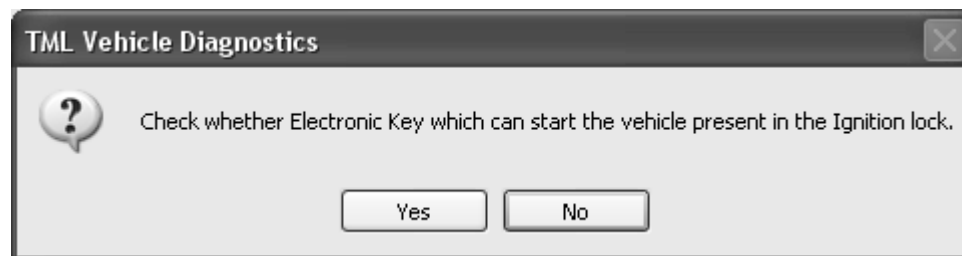 TML Vehicle Diagnostics
Check whether Electronic Key which can start the vehicle present in the Ignition lock.
Yes No